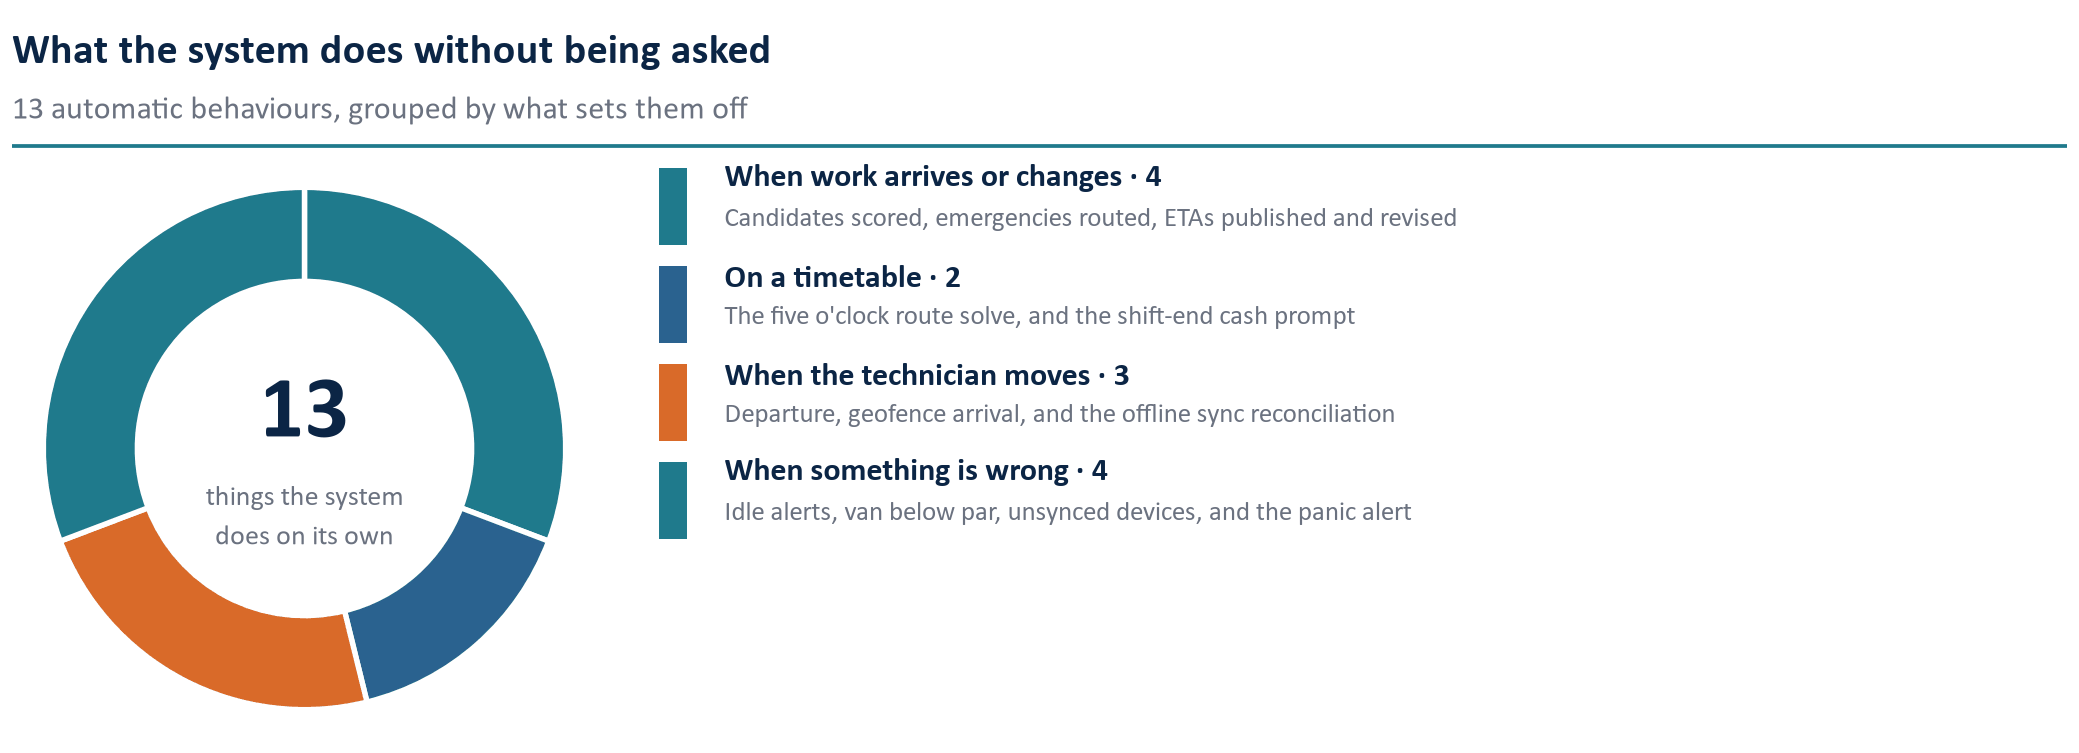 What the system does without being asked
13 automatic behaviours, grouped by what sets them off
13
things the system
does on its own
When work arrives or changes · 4
Candidates scored, emergencies routed, ETAs published and revised
On a timetable · 2
The five o'clock route solve, and the shift-end cash prompt
When the technician moves · 3
Departure, geofence arrival, and the offline sync reconciliation
When something is wrong · 4
Idle alerts, van below par, unsynced devices, and the panic alert